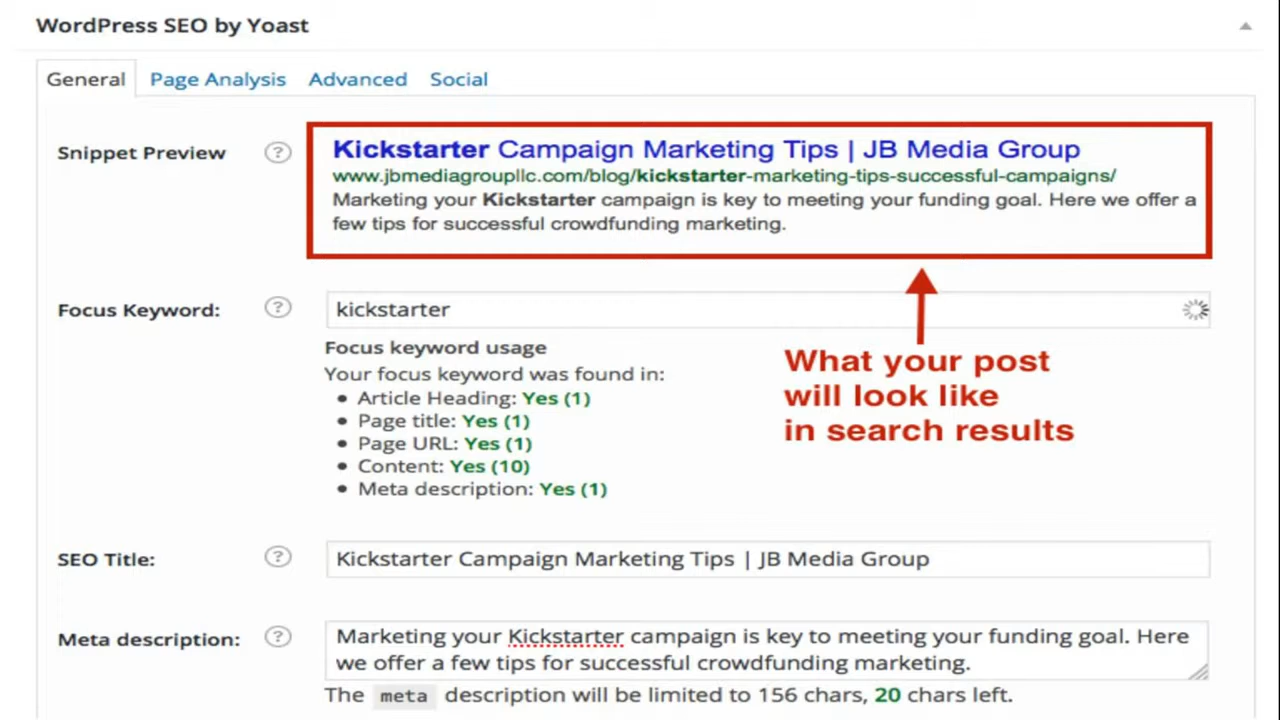 WordPress SEO by Yoast
General Page Analysis Advanced Social
Snippet Preview ?
Kickstarter Campaign Marketing Tips | JB Media Group
www.jbmediagroupllc.com/blog/kickstarter-marketing-tips-successful-campaigns/
Marketing your Kickstarter campaign is key to meeting your funding goal. Here we offer a
few tips for successful crowdfunding marketing.
Focus Keyword: ? kickstarter
Focus keyword usage
Your focus keyword was found in:
• Article Heading: Yes (1)
• Page title: Yes (1)
• Page URL: Yes (1)
• Content: Yes (10)
• Meta description: Yes (1)
What your post
will look like
in search results
SEO Title: ? Kickstarter Campaign Marketing Tips | JB Media Group
Meta description: ? Marketing your Kickstarter campaign is key to meeting your funding goal. Here
we offer a few tips for successful crowdfunding marketing.
The meta description will be limited to 156 chars, 20 chars left.